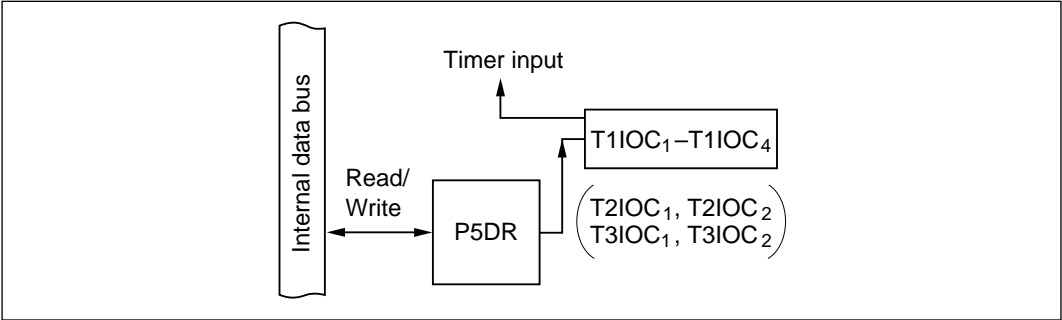 Timer input
Internal data bus
T1IOC₁–T1IOC₄
Read/
Write
P5DR
T2IOC₁, T2IOC₂
T3IOC₁, T3IOC₂